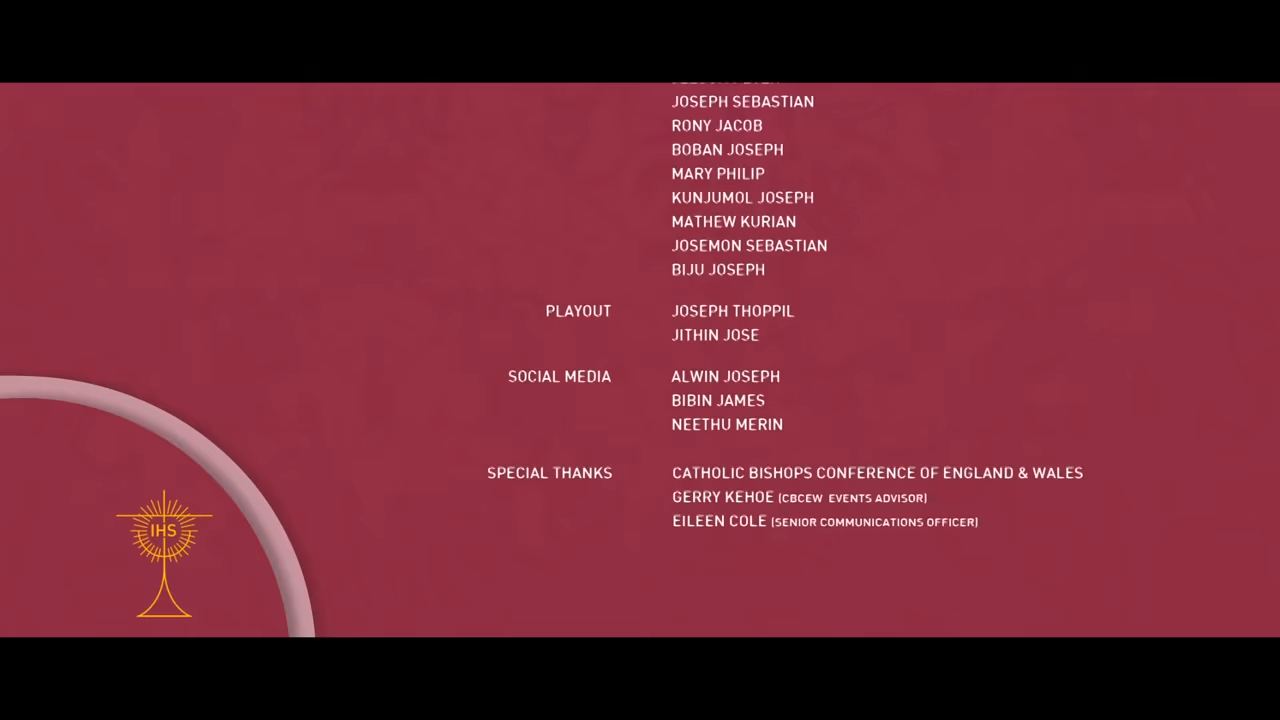 JOSEPH SEBASTIAN
RONY JACOB
BOBAN JOSEPH
MARY PHILIP
KUNJUMOL JOSEPH
MATHEW KURIAN
JOSEMON SEBASTIAN
BIJU JOSEPH
PLAYOUT JOSEPH THOPPIL
JITHIN JOSE
SOCIAL MEDIA ALWIN JOSEPH
BIBIN JAMES
NEETHU MERIN
SPECIAL THANKS CATHOLIC BISHOPS CONFERENCE OF ENGLAND & WALES
GERRY KEHOE (CBCEW EVENTS ADVISOR)
EILEEN COLE (SENIOR COMMUNICATIONS OFFICER)
IHS